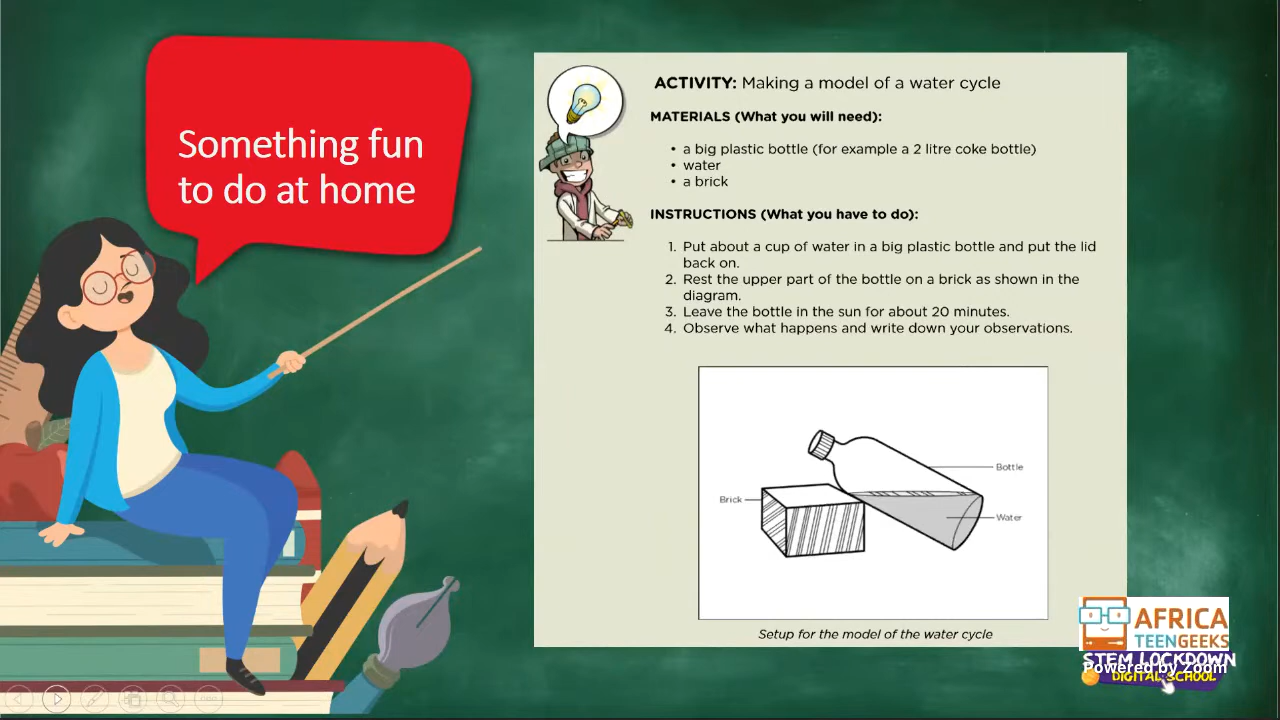 Something fun
to do at home
ACTIVITY: Making a model of a water cycle
MATERIALS (What you will need):
• a big plastic bottle (for example a 2 litre coke bottle)
• water
• a brick
INSTRUCTIONS (What you have to do):
1. Put about a cup of water in a big plastic bottle and put the lid
back on.
2. Rest the upper part of the bottle on a brick as shown in the
diagram.
3. Leave the bottle in the sun for about 20 minutes.
4. Observe what happens and write down your observations.
Bottle
Brick
Water
Setup for the model of the water cycle
AFRICA
TEENGEEKS
STEM LOCKDOWN
Powered by Zoom
DIGITAL SCHOOL